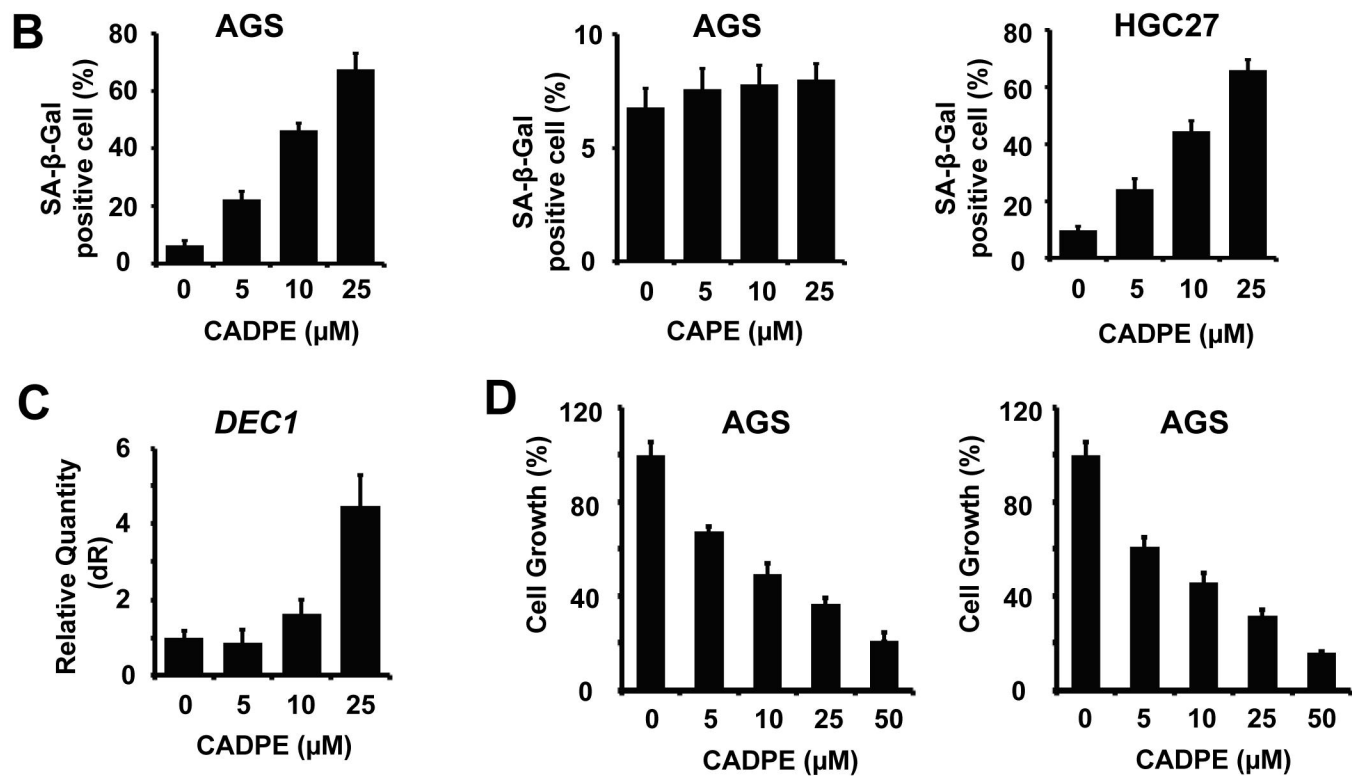 B
AGS
SA-β-Gal
positive cell (%)
80
60
40
20
0
0 5 10 25
CADPE (µM)
AGS
SA-β-Gal
positive cell (%)
10
5
0
0 5 10 25
CAPE (µM)
HGC27
SA-β-Gal
positive cell (%)
80
60
40
20
0
0 5 10 25
CADPE (µM)
C
DEC1
Relative Quantity
(dR)
6
4
2
0
0 5 10 25
CADPE (µM)
D
AGS
Cell Growth (%)
120
80
40
0
0 5 10 25 50
CADPE (µM)
AGS
Cell Growth (%)
120
80
40
0
0 5 10 25 50
CADPE (µM)